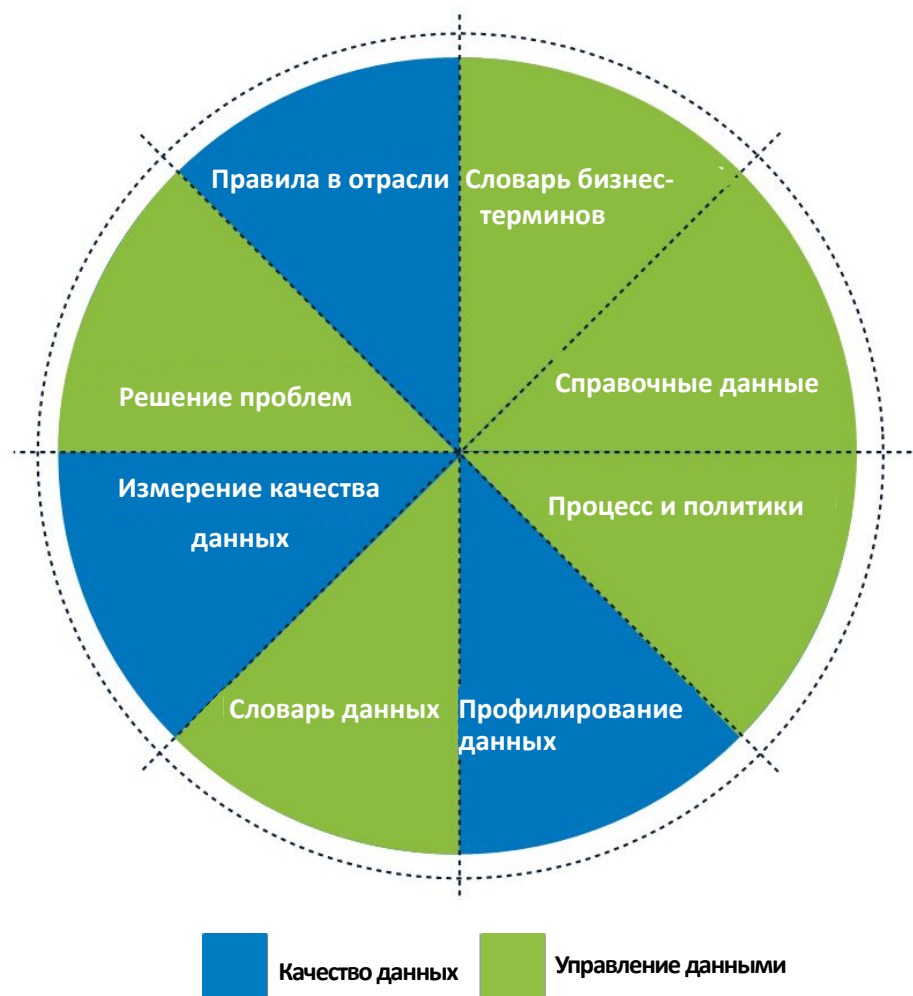 Правила в отрасли
Словарь бизнес-
терминов
Справочные данные
Решение проблем
Измерение качества
данных
Процесс и политики
Словарь данных
Профилирование
данных
Качество данных
Управление данными